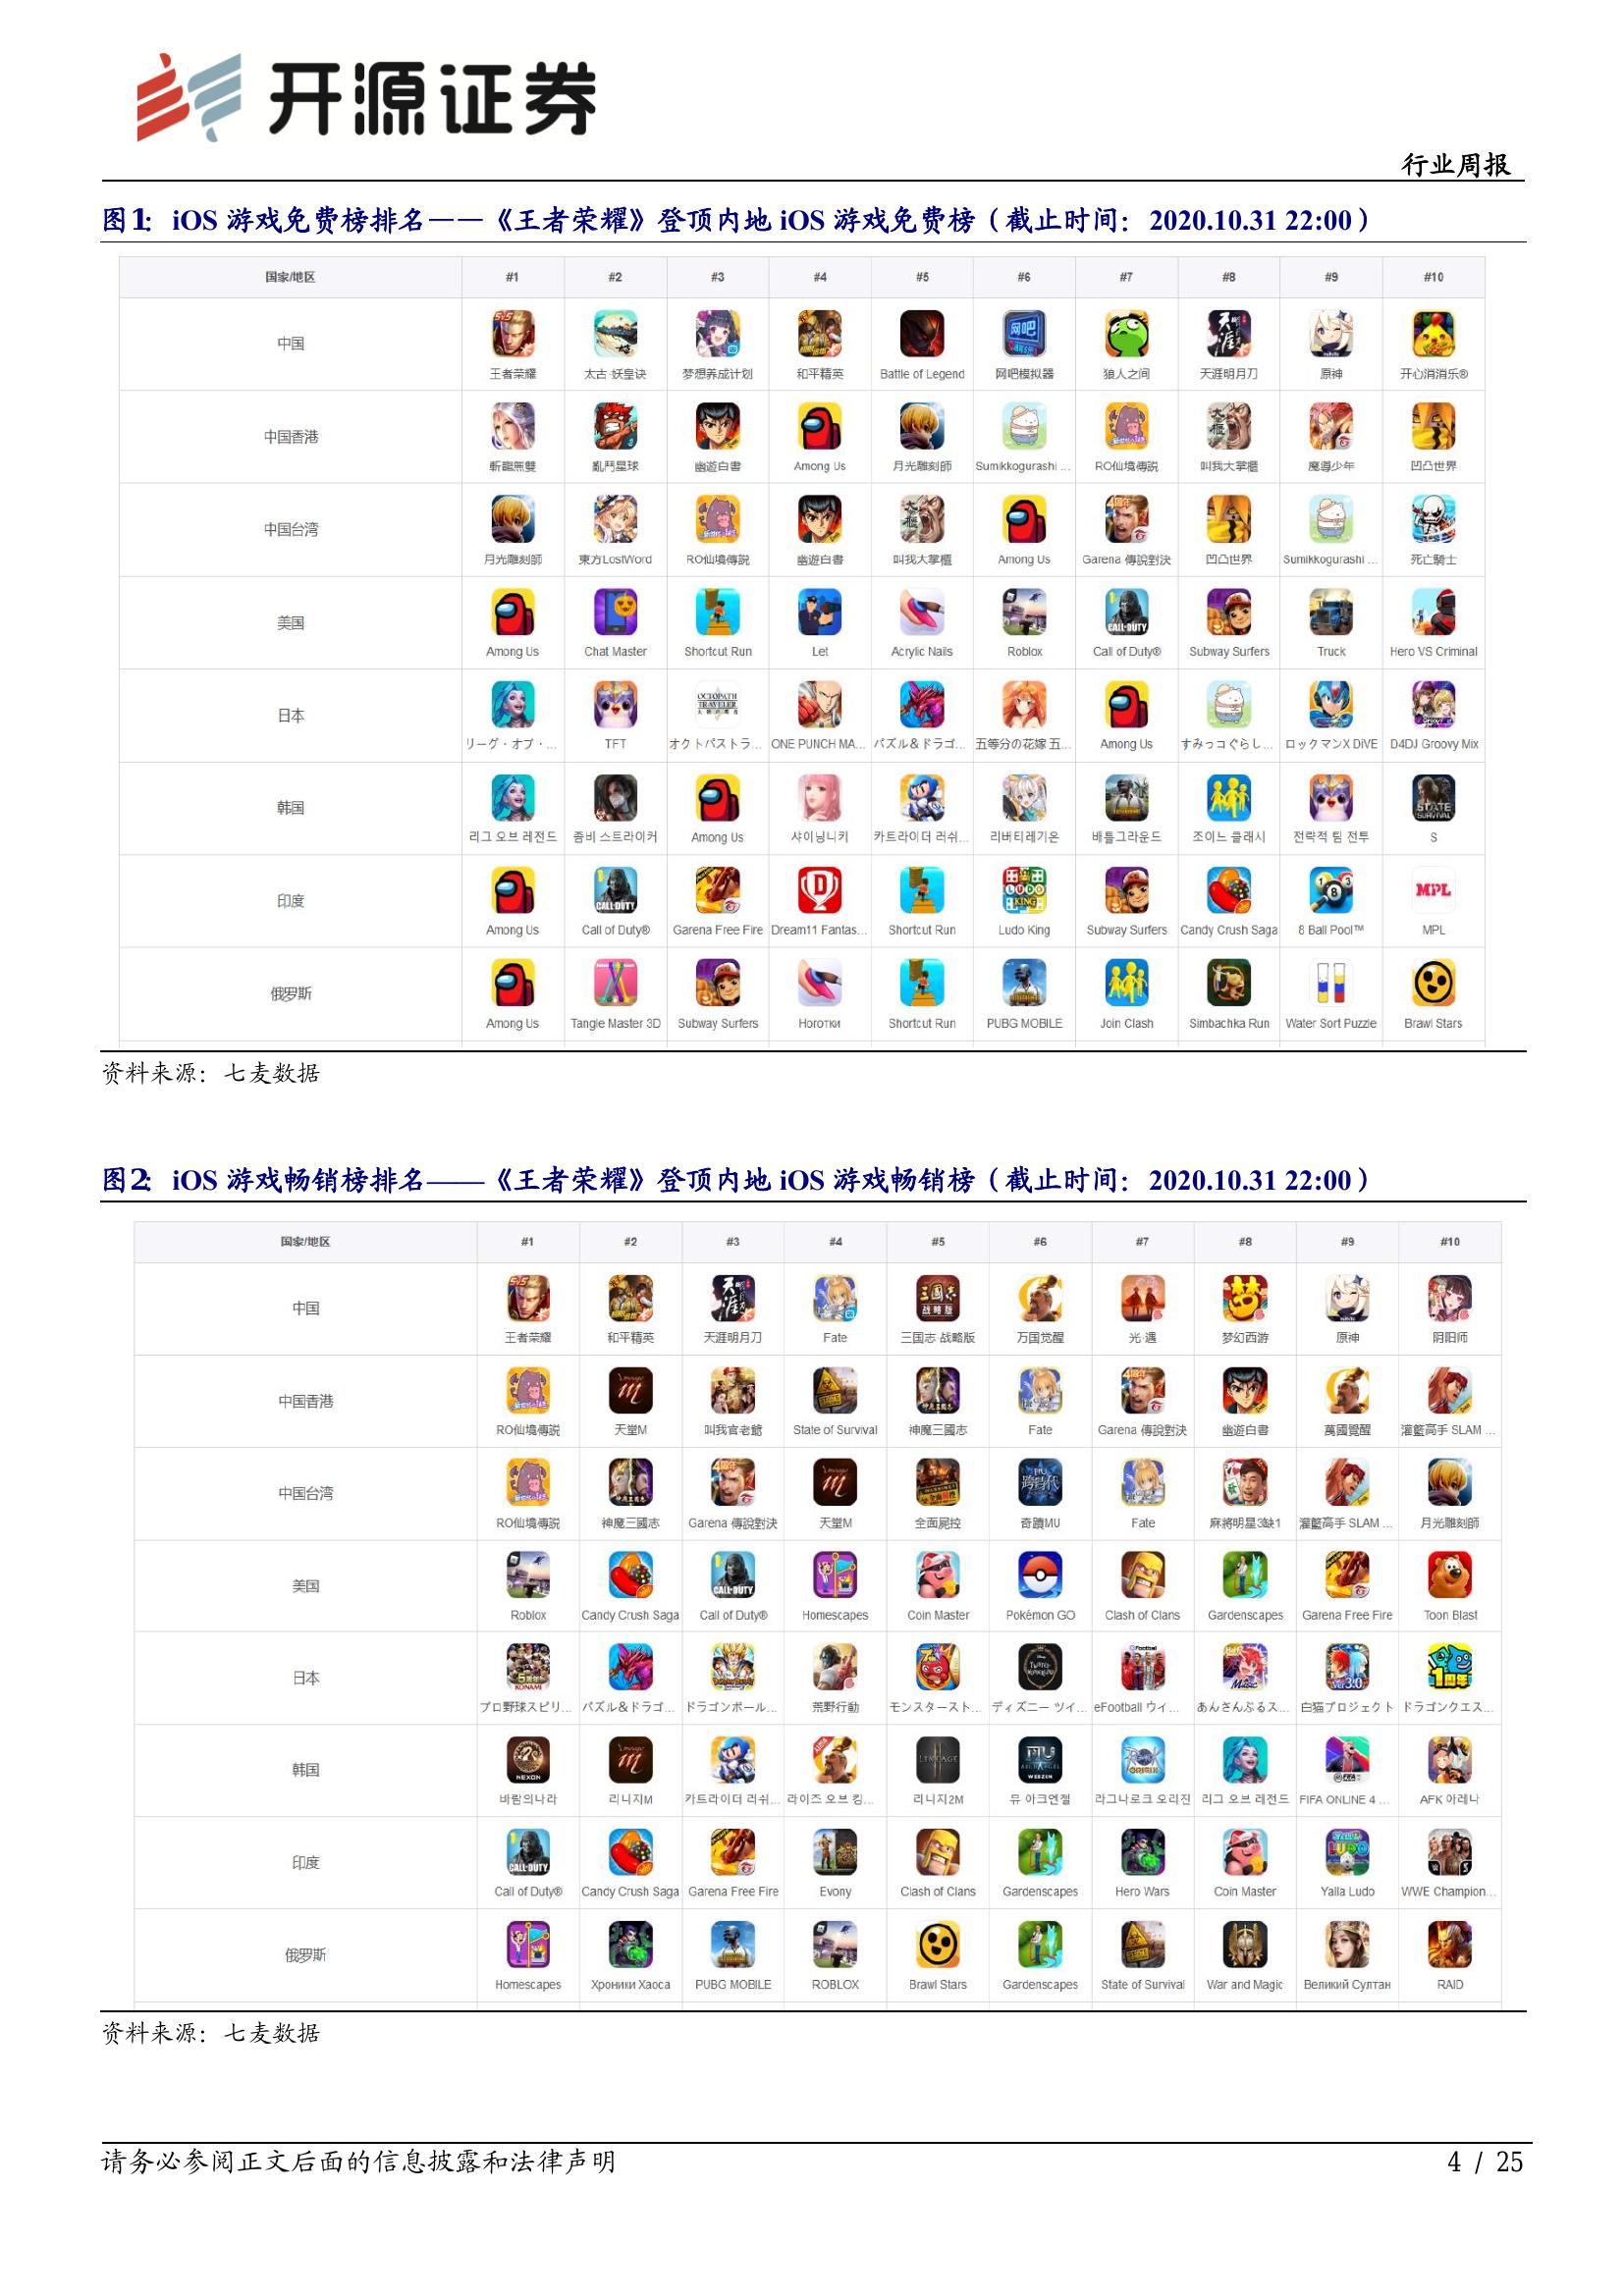 开源证券
行业周报
图1: iOS 游戏免费榜排名——《王者荣耀》登顶内地 iOS 游戏免费榜（截止时间：2020.10.31 22:00）
国家/地区 #1 #2 #3 #4 #5 #6 #7 #8 #9 #10
中国 王者荣耀 太古·妖皇诀 梦想养成计划 和平精英 Battle of Legend 网吧模拟器 狼人之间 天涯明月刀 原神 开心消消乐®
中国香港 斬龍無雙 亂鬥星球 幽遊白書 Among Us 月光雕刻師 Sumikkogurashi ... RO仙境傳說 叫我大掌櫃 魔導少年 凹凸世界
中国台湾 月光雕刻師 東方LostWord RO仙境傳說 幽遊白書 叫我大掌櫃 Among Us Garena 傳說對決 凹凸世界 Sumikkogurashi ... 死亡騎士
美国 Among Us Chat Master Shortcut Run Let Acrylic Nails Roblox Call of Duty® Subway Surfers Truck Hero VS Criminal
日本 リーグ・オブ・... TFT オクトパストラ... ONE PUNCH MA... パズル＆ドラゴ... 五等分の花嫁 五... Among Us すみっコぐらし... ロックマンX DiVE D4DJ Groovy Mix
韩国 리그 오브 레전드 좀비 스트라이커 Among Us 샤이닝니키 카트라이더 러쉬... 리버티레기온 배틀그라운드 조이느 클래시 전략적 팀 전투 S
印度 Among Us Call of Duty® Garena Free Fire Dream11 Fantas... Shortcut Run Ludo King Subway Surfers Candy Crush Saga 8 Ball Pool™ MPL
俄罗斯 Among Us Tangle Master 3D Subway Surfers Ноготки Shortcut Run PUBG MOBILE Join Clash Simbachka Run Water Sort Puzzle Brawl Stars
资料来源：七麦数据
图2: iOS 游戏畅销榜排名——《王者荣耀》登顶内地 iOS 游戏畅销榜（截止时间：2020.10.31 22:00）
国家/地区 #1 #2 #3 #4 #5 #6 #7 #8 #9 #10
中国 王者荣耀 和平精英 天涯明月刀 Fate 三国志·战略版 万国觉醒 光·遇 梦幻西游 原神 阴阳师
中国香港 RO仙境傳說 天堂M 叫我官老爺 State of Survival 神魔三國志 Fate Garena 傳說對決 幽遊白書 萬國覺醒 灌籃高手 SLAM ...
中国台湾 RO仙境傳說 神魔三國志 Garena 傳說對決 天堂M 全面屍控 奇蹟MU Fate 麻將明星3缺1 灌籃高手 SLAM ... 月光雕刻師
美国 Roblox Candy Crush Saga Call of Duty® Homescapes Coin Master Pokémon GO Clash of Clans Gardenscapes Garena Free Fire Toon Blast
日本 プロ野球スピリ... パズル＆ドラゴ... ドラゴンボール... 荒野行動 モンスタースト... ディズニー ツイ... eFootball ウイ... あんさんぶるス... 白猫プロジェクト ドラゴンクエス...
韩国 바람의나라 리니지M 카트라이더 러쉬... 라이즈 오브 킹... 리니지2M 뮤 아크엔젤 라그나로크 오리진 리그 오브 레전드 FIFA ONLINE 4 ... AFK 아레나
印度 Call of Duty® Candy Crush Saga Garena Free Fire Evony Clash of Clans Gardenscapes Hero Wars Coin Master Yalla Ludo WWE Champion...
俄罗斯 Homescapes Хроники Хаоса PUBG MOBILE ROBLOX Brawl Stars Gardenscapes State of Survival War and Magic Великий Султан RAID
资料来源：七麦数据
请务必参阅正文后面的信息披露和法律声明
4 / 25